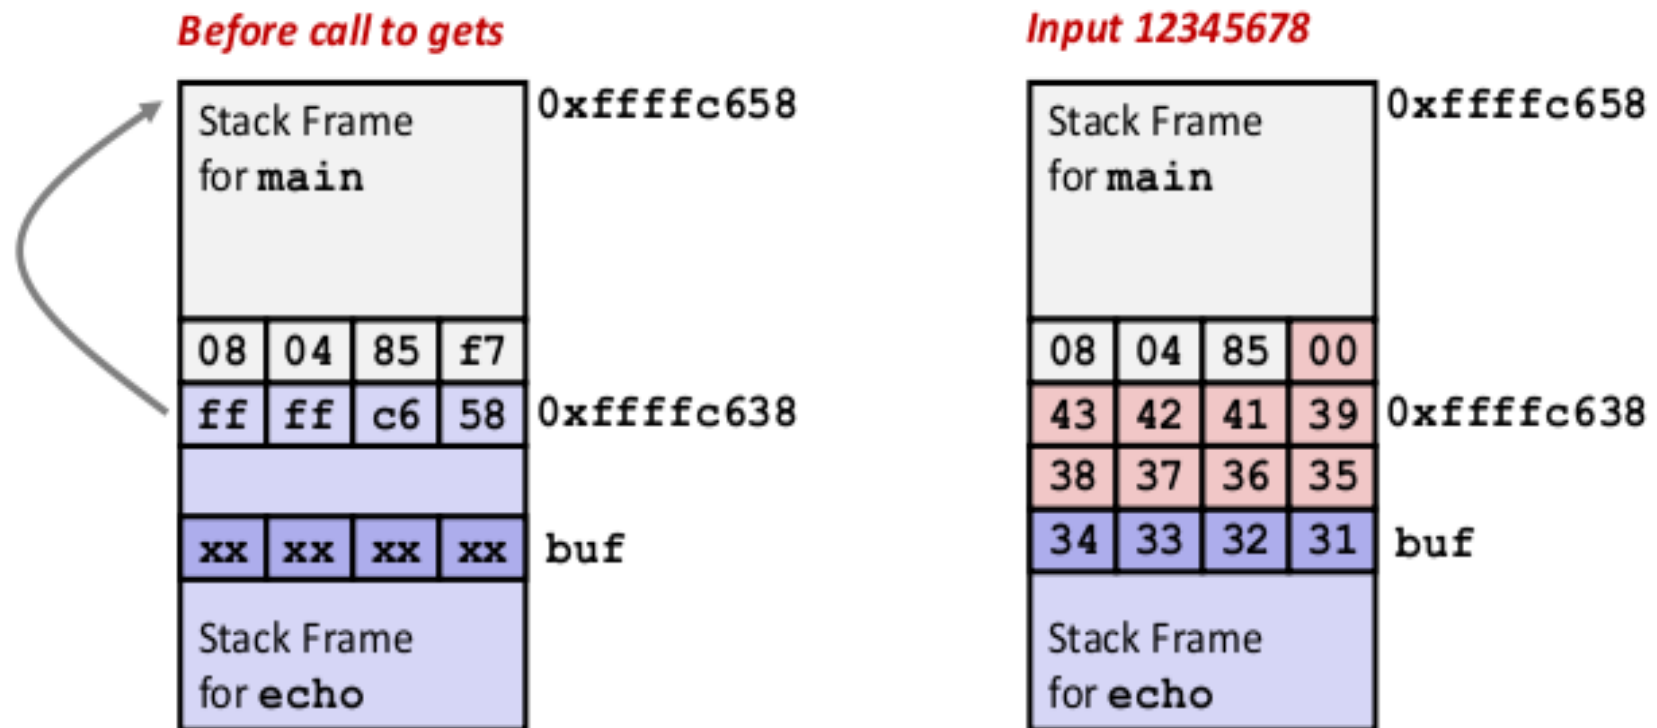 Before call to gets
Stack Frame
for main
0xffffc658
08 04 85 f7
ff ff c6 58 0xffffc638
xx xx xx xx buf
Stack Frame
for echo
Input 12345678
Stack Frame
for main
0xffffc658
08 04 85 00
43 42 41 39 0xffffc638
38 37 36 35
34 33 32 31 buf
Stack Frame
for echo